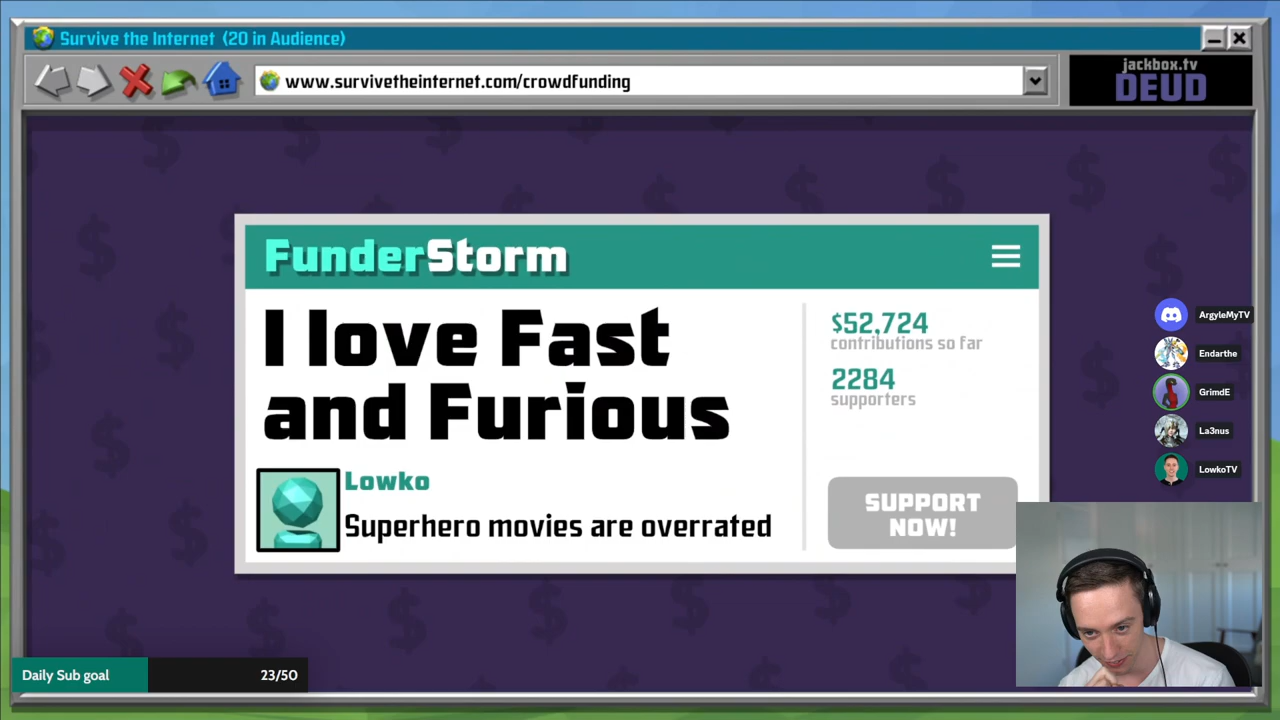 Survive the Internet (20 in Audience)
www.survivetheinternet.com/crowdfunding
jackbox.tv
DEUD
FunderStorm
I love Fast
and Furious
Lowko
Superhero movies are overrated
$52,724
contributions so far
2284
supporters
SUPPORT
NOW!
ArgyleMyTV
Endarthe
GrimdE
La3nus
LowkoTV
Daily Sub goal
23/50